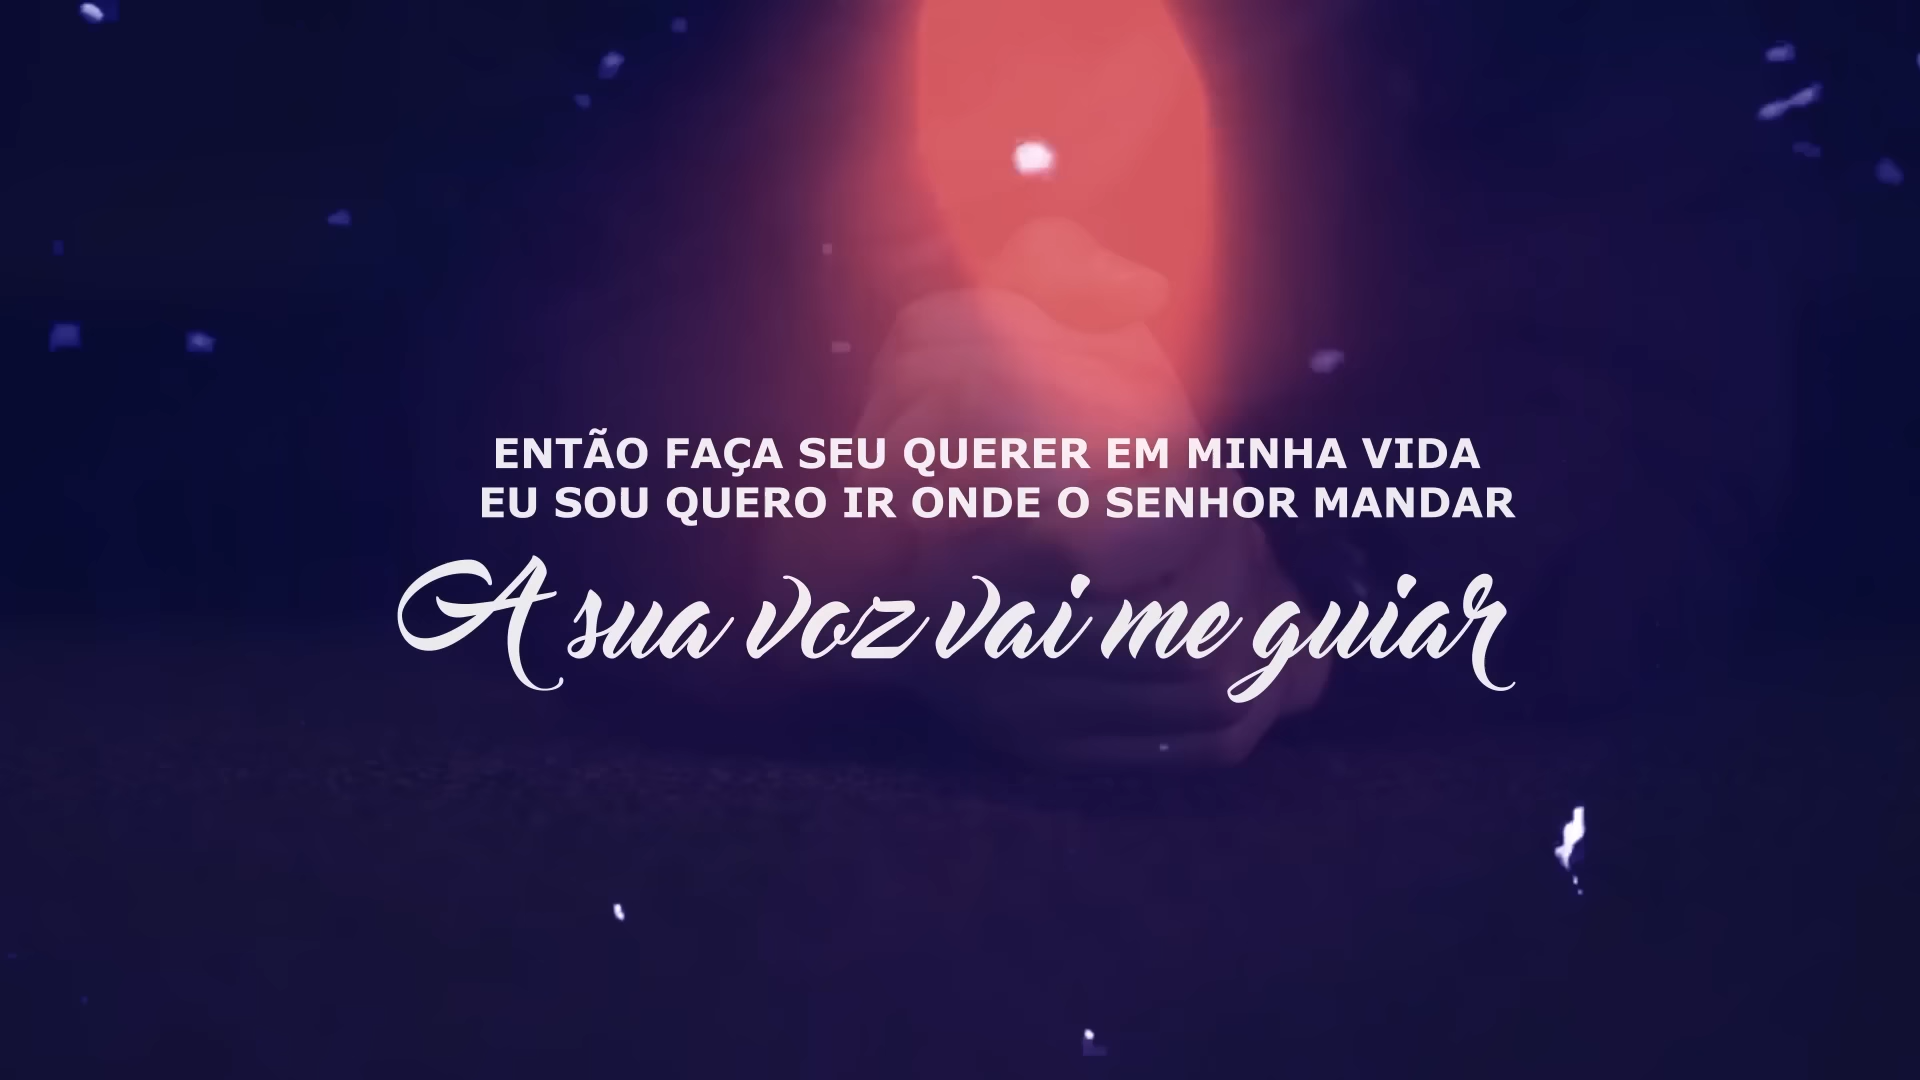 ENTÃO FAÇA SEU QUERER EM MINHA VIDA
EU SOU QUERO IR ONDE O SENHOR MANDAR
A sua voz vai me guiar